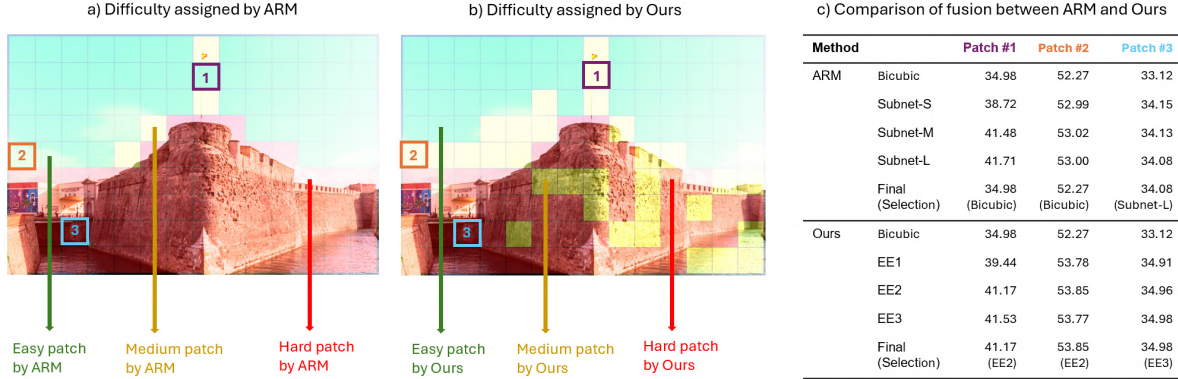 a) Difficulty assigned by ARM
1
2
3
Easy patch
by ARM
Medium patch
by ARM
Hard patch
by ARM
b) Difficulty assigned by Ours
1
2
3
Easy patch
by Ours
Medium patch
by Ours
Hard patch
by Ours
c) Comparison of fusion between ARM and Ours
Method Patch #1 Patch #2 Patch #3
ARM Bicubic 34.98 52.27 33.12
Subnet-S 38.72 52.99 34.15
Subnet-M 41.48 53.02 34.13
Subnet-L 41.71 53.00 34.08
Final 34.98 52.27 34.08
(Selection) (Bicubic) (Bicubic) (Subnet-L)
Ours Bicubic 34.98 52.27 33.12
EE1 39.44 53.78 34.91
EE2 41.17 53.85 34.96
EE3 41.53 53.77 34.98
Final 41.17 53.85 34.98
(Selection) (EE2) (EE2) (EE3)